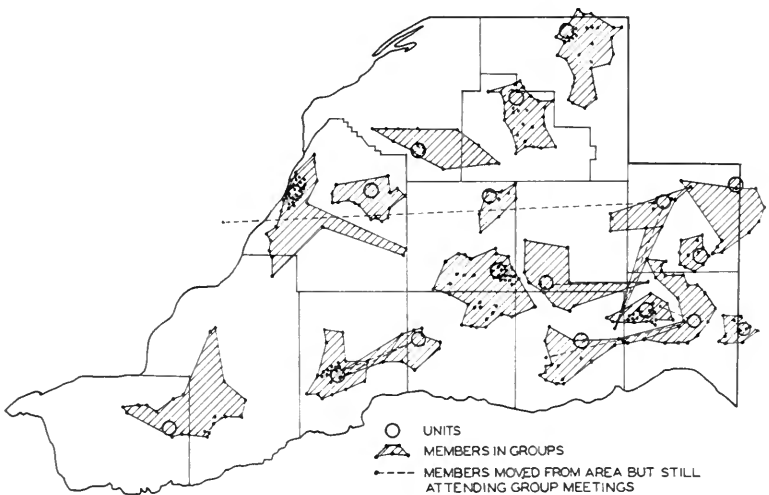 UNITS
MEMBERS IN GROUPS
MEMBERS MOVED FROM AREA BUT STILL
ATTENDING GROUP MEETINGS